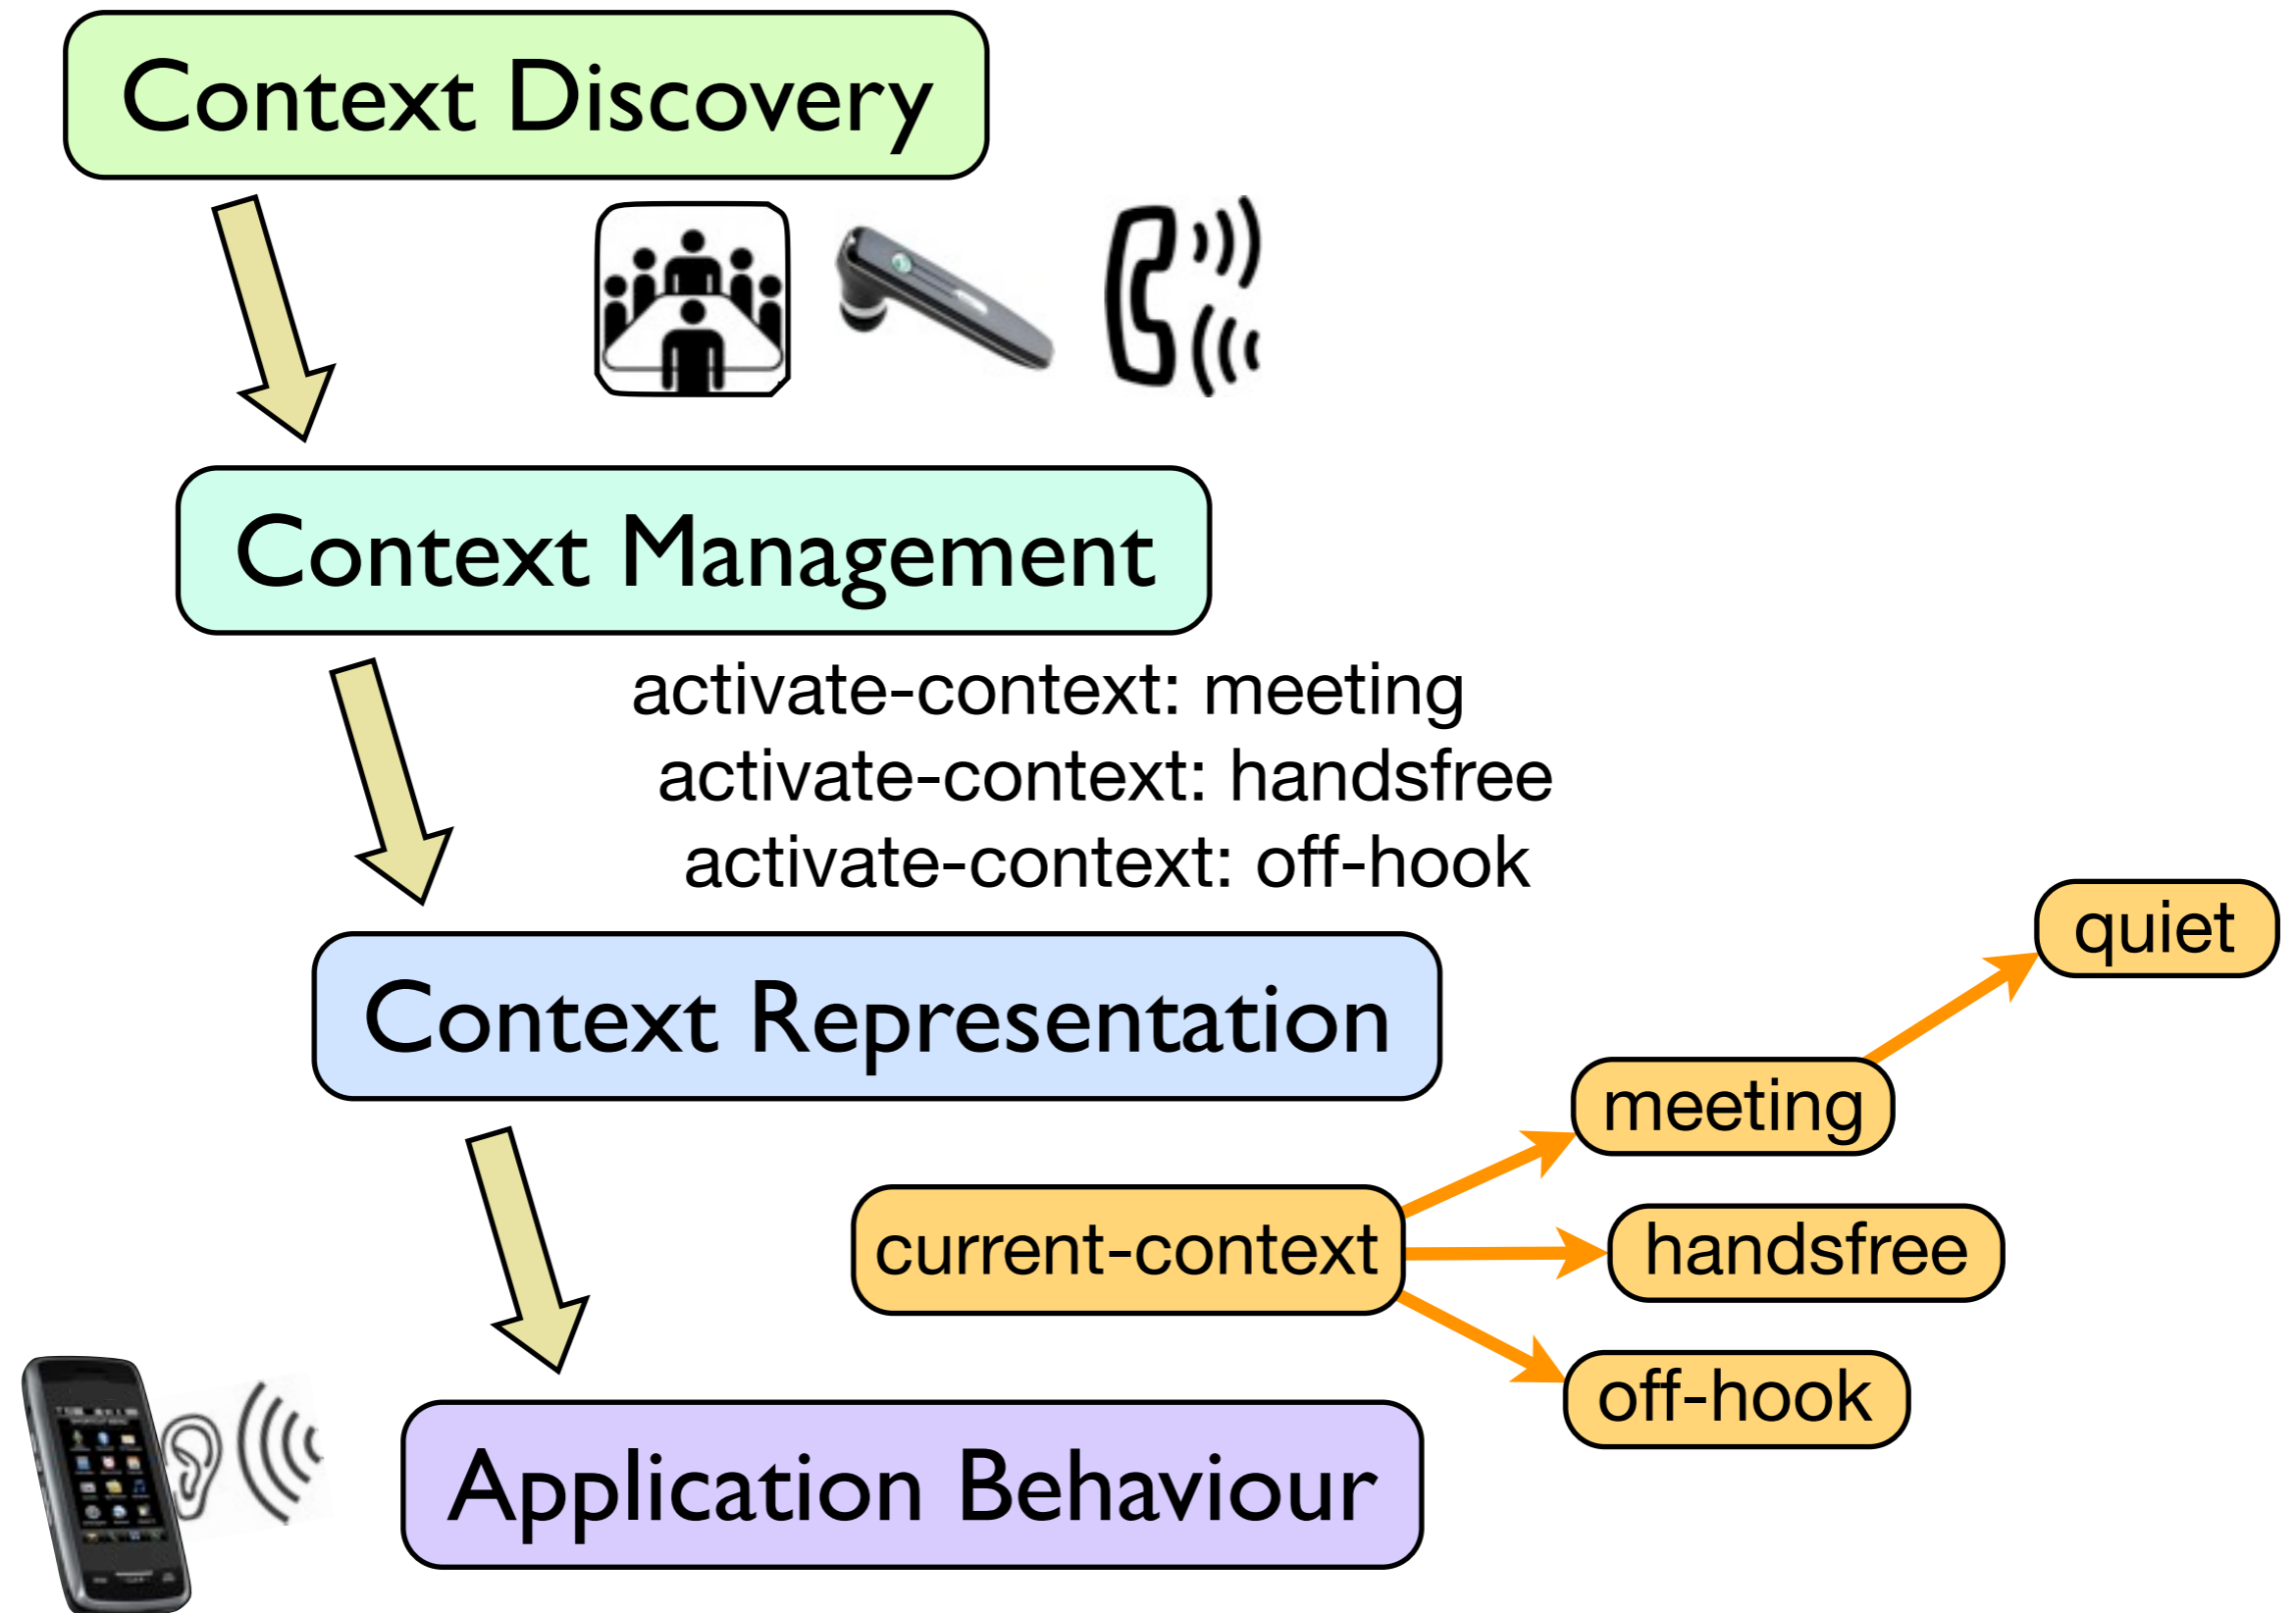 Context Discovery
Context Management
activate-context: meeting
activate-context: handsfree
activate-context: off-hook
Context Representation
quiet
meeting
current-context
handsfree
off-hook
Application Behaviour